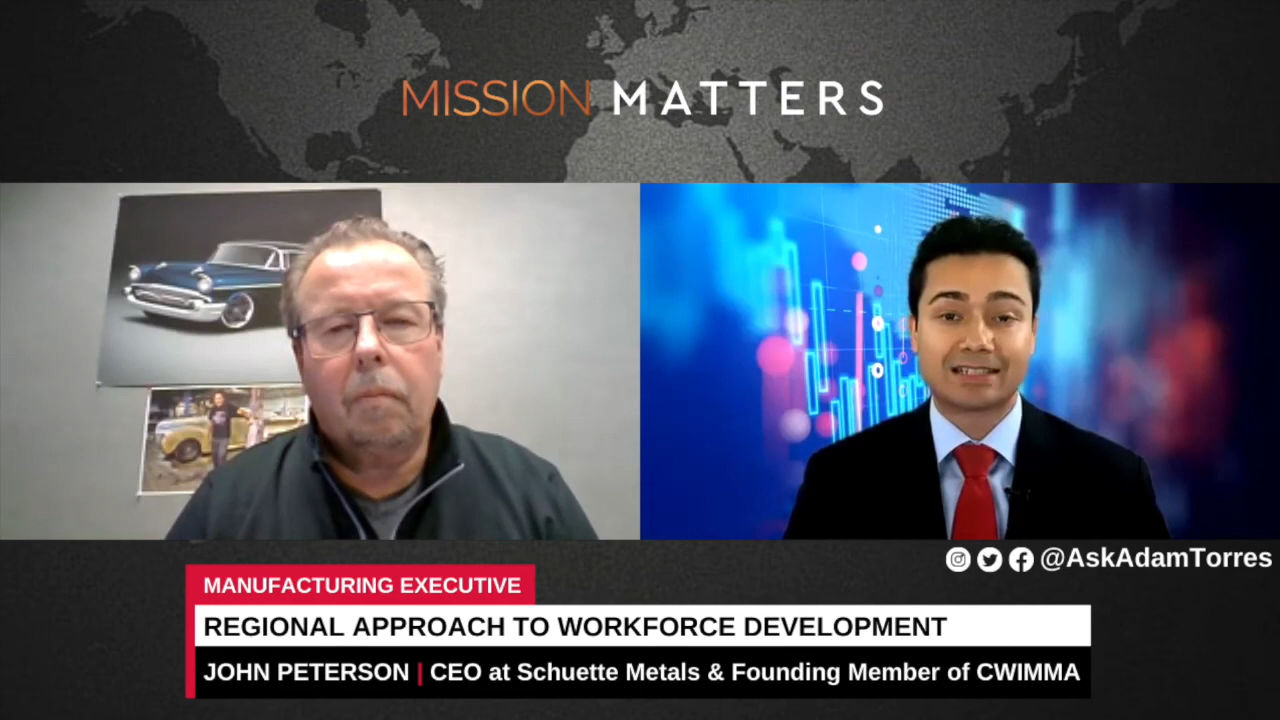 MISSION MATTERS
@AskAdamTorres
MANUFACTURING EXECUTIVE
REGIONAL APPROACH TO WORKFORCE DEVELOPMENT
JOHN PETERSON | CEO at Schuette Metals & Founding Member of CWIMMA